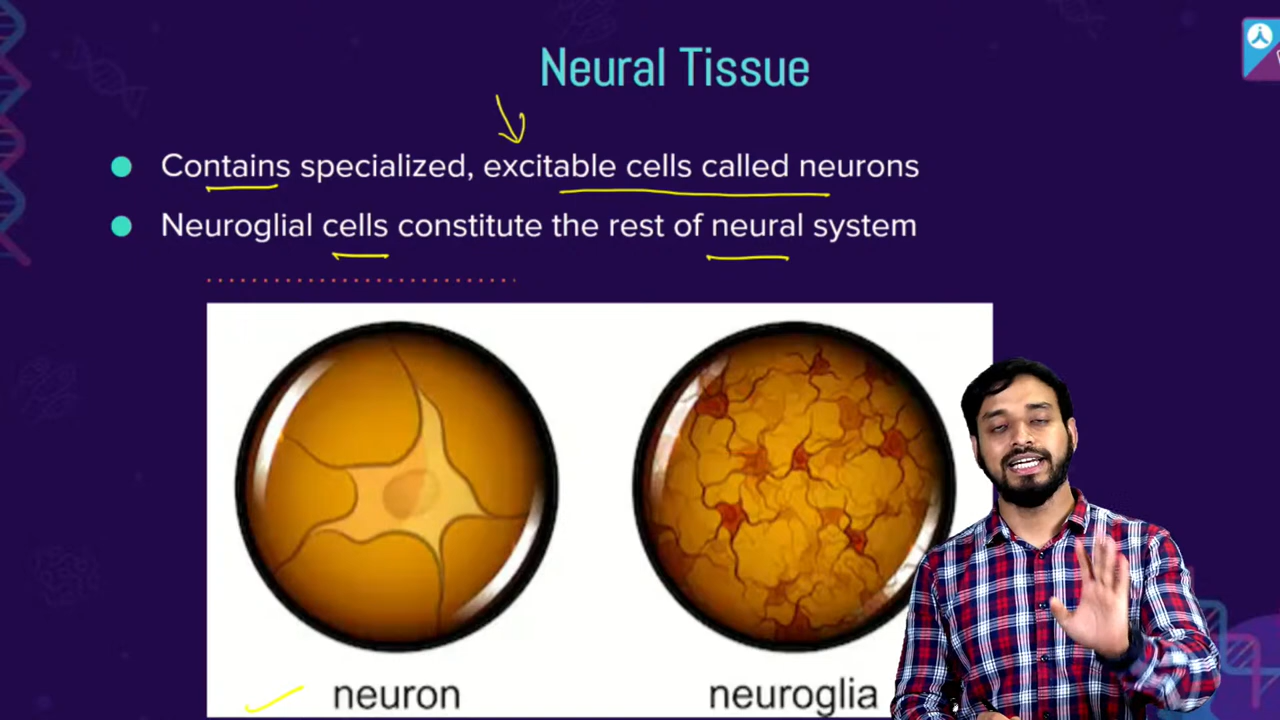 Neural Tissue
Contains specialized, excitable cells called neurons
Neuroglial cells constitute the rest of neural system
neuron
neuroglia